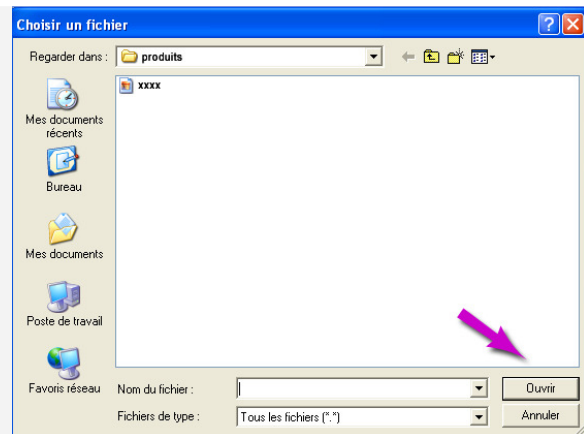 Choisir un fichier
Regarder dans : produits
xxxx
Mes documents
récents
Bureau
Mes documents
Poste de travail
Favoris réseau
Nom du fichier : Ouvrir
Fichiers de type : Tous les fichiers (*.*) Annuler